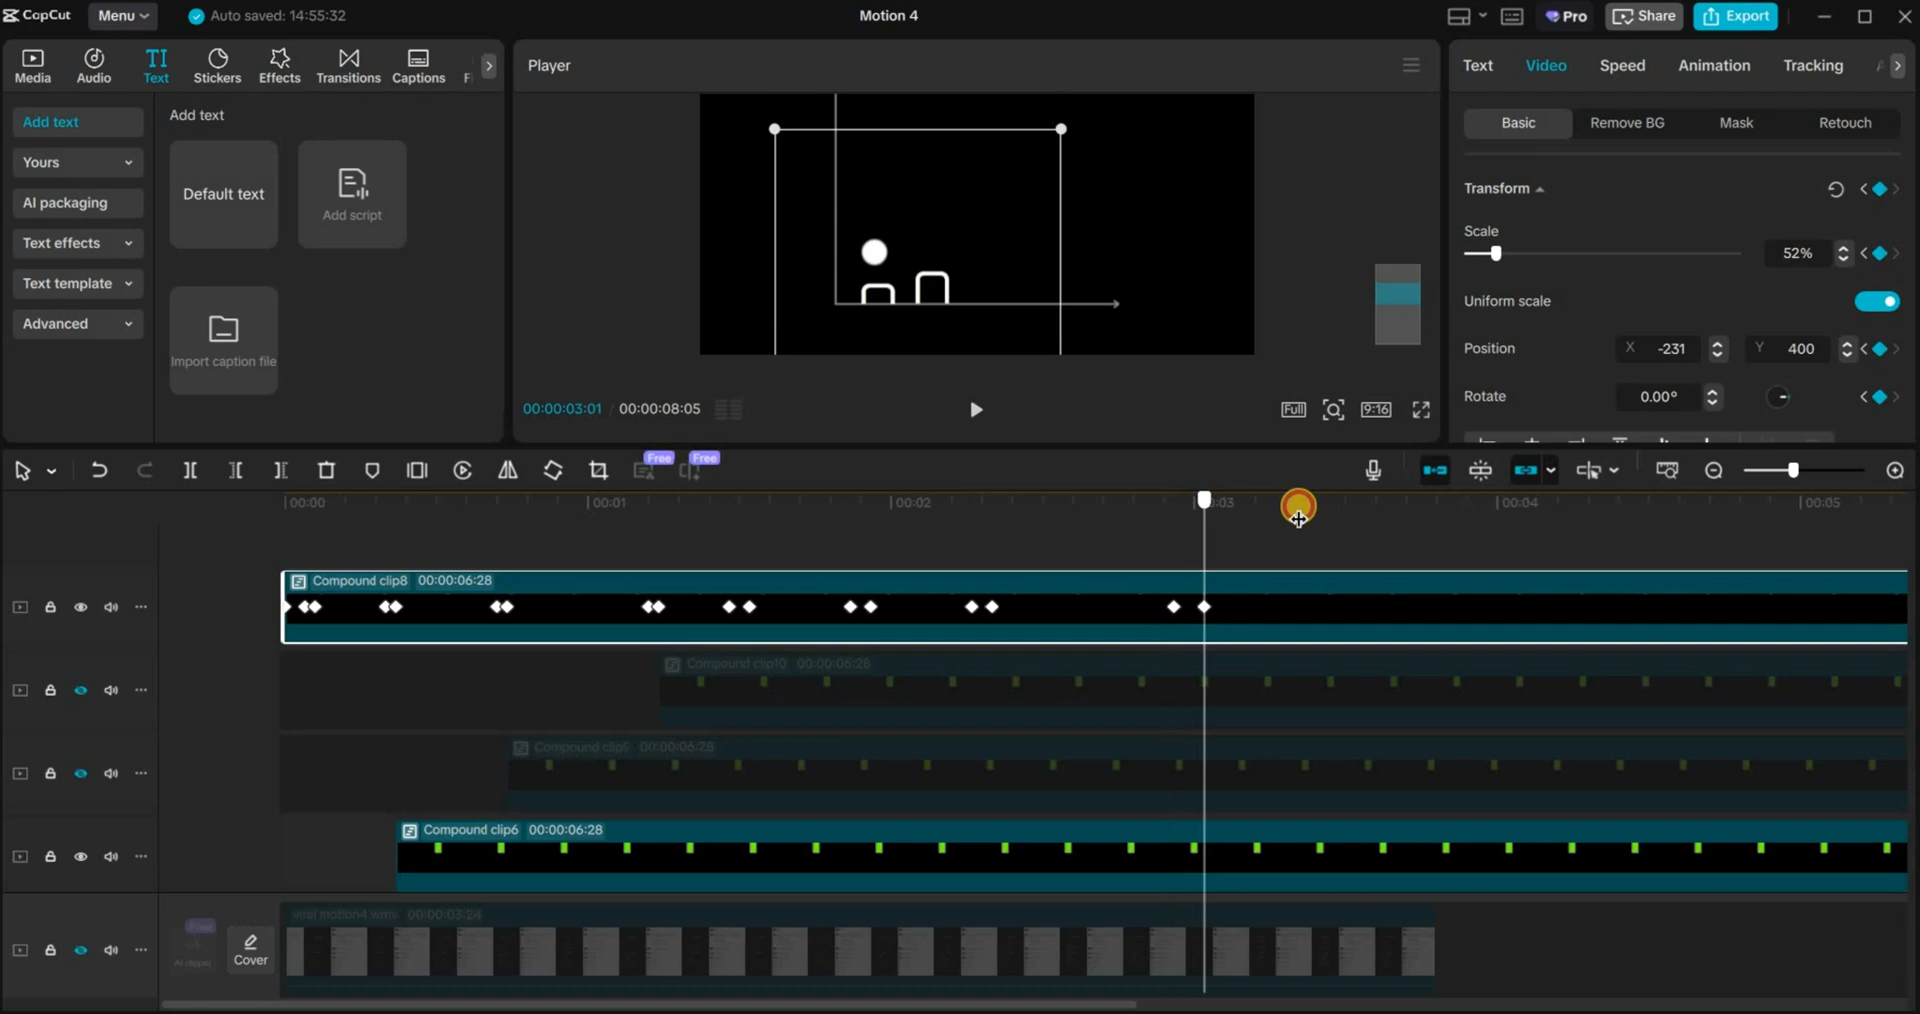 CapCut
Menu
Auto saved: 14:55:32
Motion 4
Pro
Share
Export
Media
Audio
TI
Text
Stickers
Effects
Transitions
Captions
Add text
Yours
AI packaging
Text effects
Text template
Advanced
Add text
Default text
Add script
Import caption file
Player
00:00:03:01 / 00:00:08:05
Full
9:16
Text
Video
Speed
Animation
Tracking
Basic
Remove BG
Mask
Retouch
Transform
Scale
52%
Uniform scale
Position
X -231
Y 400
Rotate
0.00°
Free
Free
00:00
00:01
00:02
00:03
00:04
00:05
Compound clip8 00:00:06:28
Compound clip10 00:00:06:28
Compound clip9 00:00:06:28
Compound clip6 00:00:06:28
viral motion4.wmv 00:00:03:24
Free
Cover